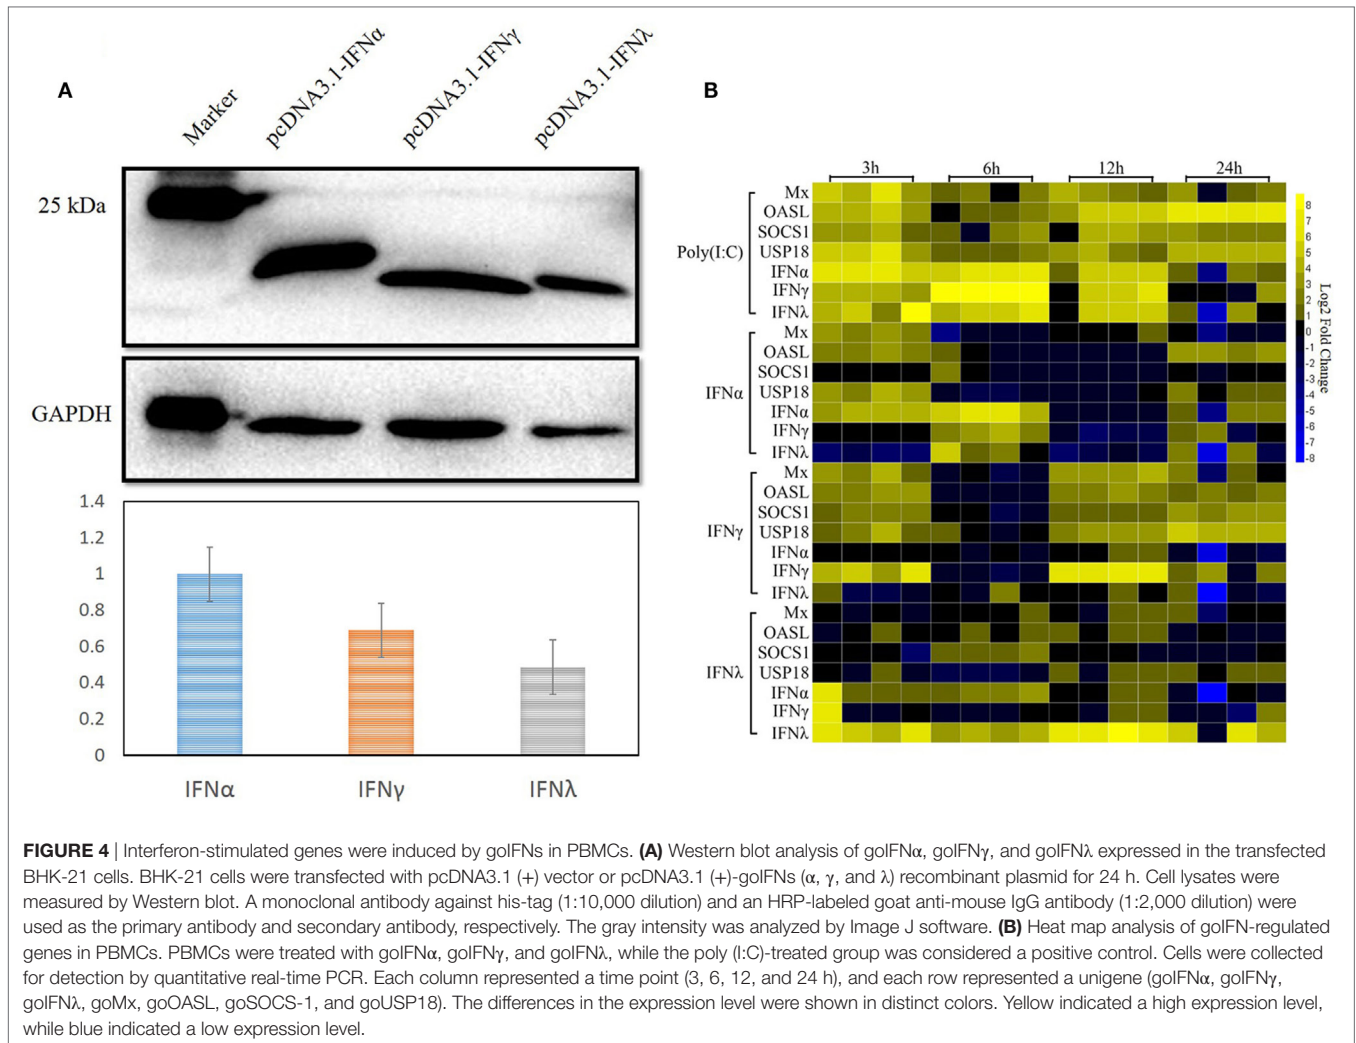 A
Marker
pcDNA3.1-IFNα
pcDNA3.1-IFNγ
pcDNA3.1-IFNλ
25 kDa
GAPDH
1.4
1.2
1
0.8
0.6
0.4
0.2
0
IFNα
IFNγ
IFNλ
B
3h
6h
12h
24h
Poly(I:C)
Mx
OASL
SOCS1
USP18
IFNα
IFNγ
IFNλ
IFNα
Mx
OASL
SOCS1
USP18
IFNα
IFNγ
IFNλ
IFNγ
Mx
OASL
SOCS1
USP18
IFNα
IFNγ
IFNλ
IFNλ
Mx
OASL
SOCS1
USP18
IFNα
IFNγ
IFNλ
8
7
6
5
4
3
2
1
0
-1
-2
-3
-4
-5
-6
-7
-8
Log2 Fold Change
FIGURE 4 | Interferon-stimulated genes were induced by goIFNs in PBMCs. (A) Western blot analysis of goIFNα, goIFNγ, and goIFNλ expressed in the transfected
BHK-21 cells. BHK-21 cells were transfected with pcDNA3.1 (+) vector or pcDNA3.1 (+)-goIFNs (α, γ, and λ) recombinant plasmid for 24 h. Cell lysates were
measured by Western blot. A monoclonal antibody against his-tag (1:10,000 dilution) and an HRP-labeled goat anti-mouse IgG antibody (1:2,000 dilution) were
used as the primary antibody and secondary antibody, respectively. The gray intensity was analyzed by Image J software. (B) Heat map analysis of goIFN-regulated
genes in PBMCs. PBMCs were treated with goIFNα, goIFNγ, and goIFNλ, while the poly (I:C)-treated group was considered a positive control. Cells were collected
for detection by quantitative real-time PCR. Each column represented a time point (3, 6, 12, and 24 h), and each row represented a unigene (goIFNα, goIFNγ,
goIFNλ, goMx, goOASL, goSOCS-1, and goUSP18). The differences in the expression level were shown in distinct colors. Yellow indicated a high expression level,
while blue indicated a low expression level.